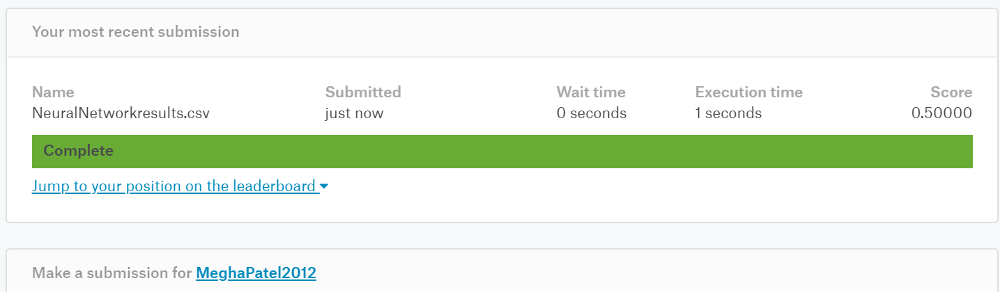 Your most recent submission
Name Submitted Wait time Execution time Score
NeuralNetworkresults.csv just now 0 seconds 1 seconds 0.50000
Complete
Jump to your position on the leaderboard
Make a submission for MeghaPatel2012